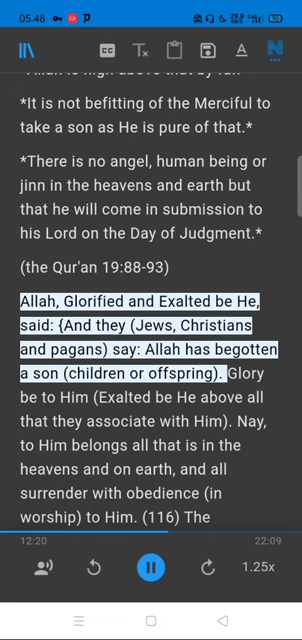 05.48
29.0
KB/s
4G
100
CC
N
*Allah is high above that by far.*
*It is not befitting of the Merciful to
take a son as He is pure of that.*
*There is no angel, human being or
jinn in the heavens and earth but
that he will come in submission to
his Lord on the Day of Judgment.*
(the Qur'an 19:88-93)
Allah, Glorified and Exalted be He,
said: {And they (Jews, Christians
and pagans) say: Allah has begotten
a son (children or offspring). Glory
be to Him (Exalted be He above all
that they associate with Him). Nay,
to Him belongs all that is in the
heavens and on earth, and all
surrender with obedience (in
worship) to Him. (116) The
12:20
22:09
1.25x